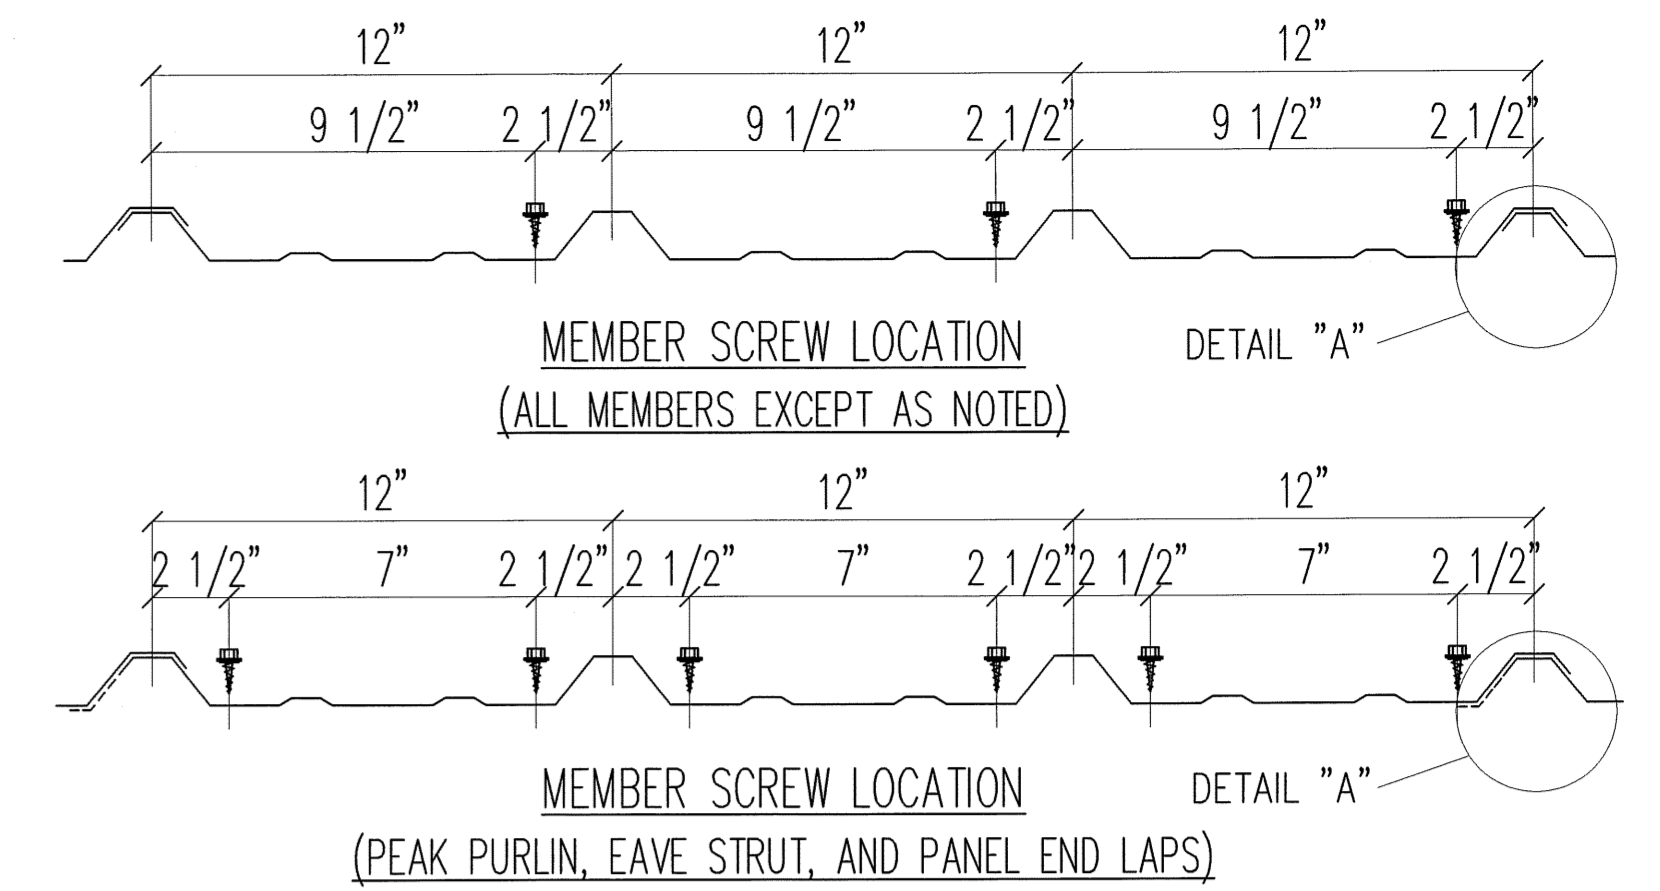 12” 12” 12”
9 1/2” 2 1/2” 9 1/2” 2 1/2” 9 1/2” 2 1/2”
MEMBER SCREW LOCATION
DETAIL ”A”
(ALL MEMBERS EXCEPT AS NOTED)
12” 12” 12”
2 1/2” 7” 2 1/2” 2 1/2” 7” 2 1/2” 2 1/2” 7” 2 1/2”
MEMBER SCREW LOCATION
DETAIL ”A”
(PEAK PURLIN, EAVE STRUT, AND PANEL END LAPS)